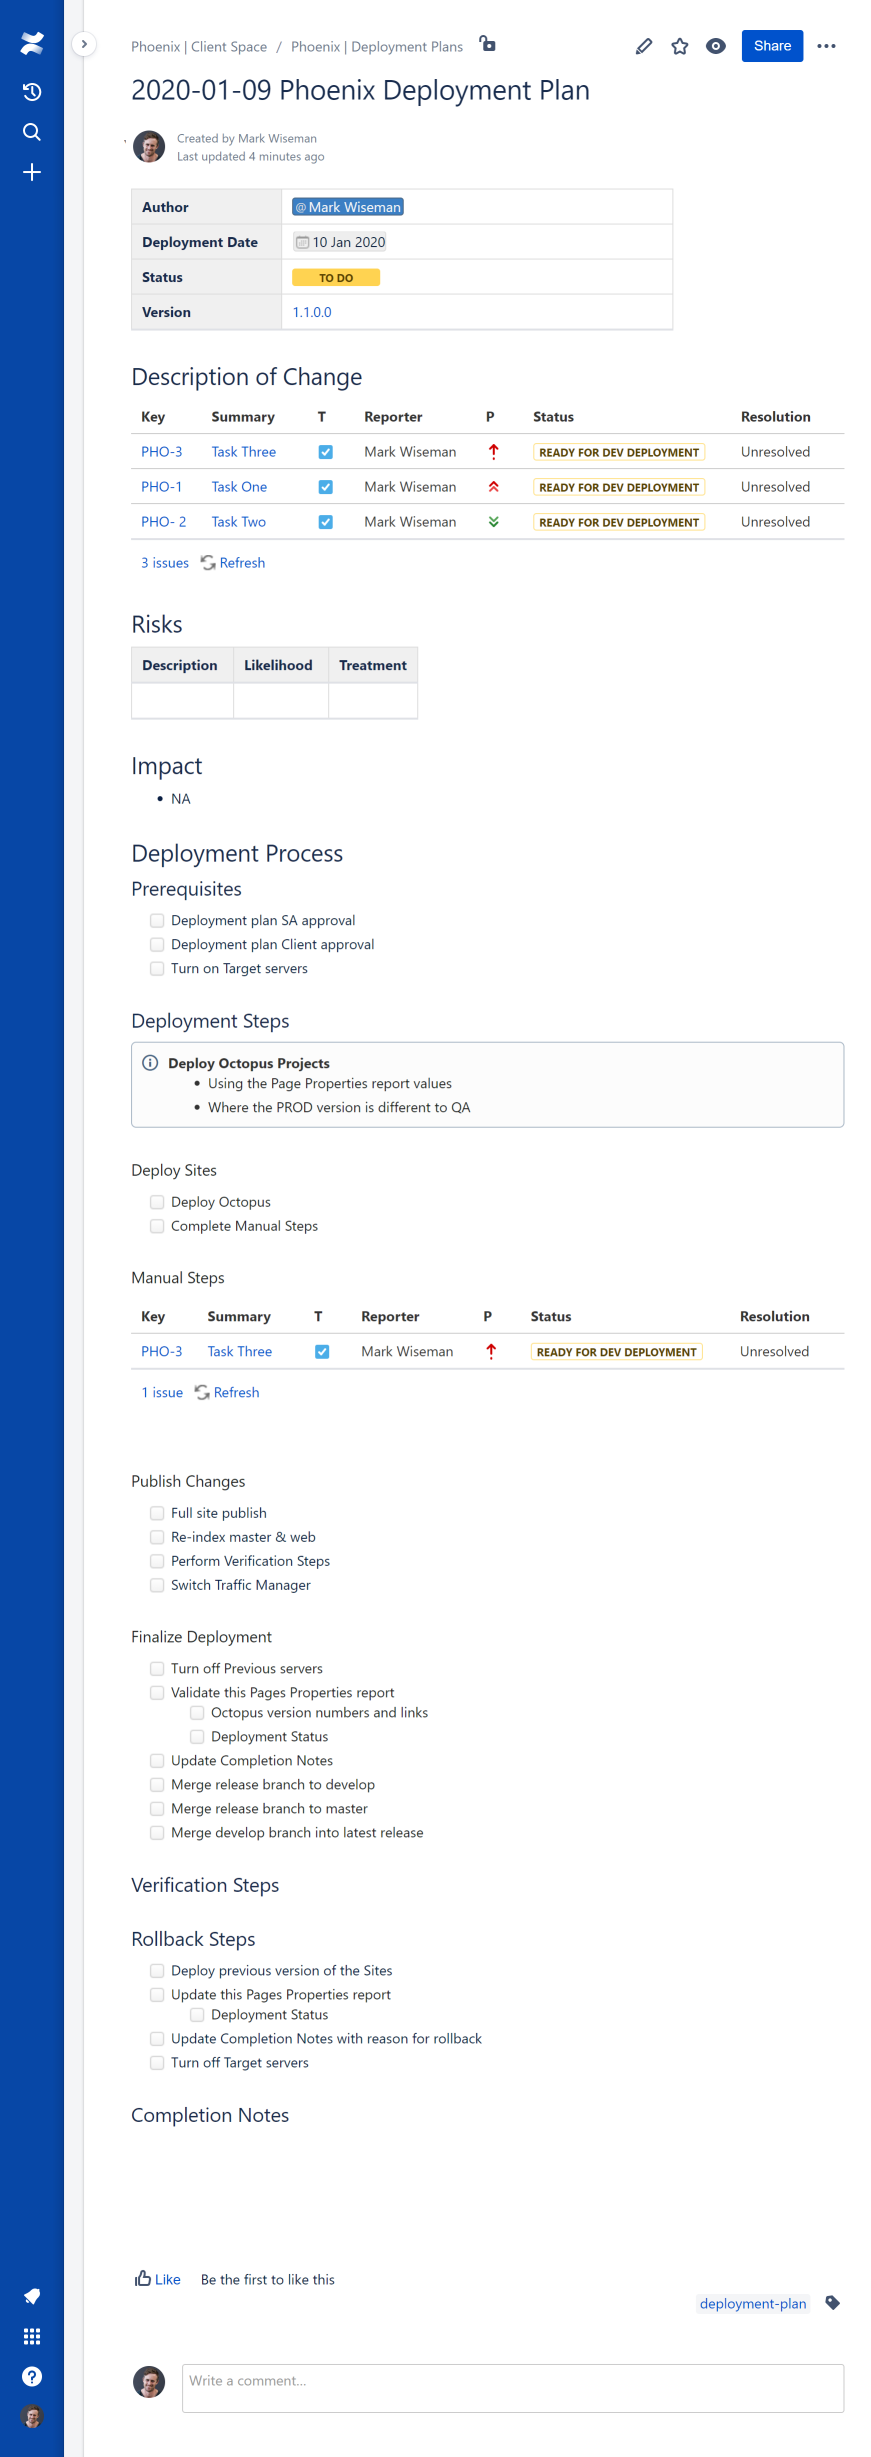 Phoenix | Client Space / Phoenix | Deployment Plans
Share
2020-01-09 Phoenix Deployment Plan
Created by Mark Wiseman
Last updated 4 minutes ago
Author @ Mark Wiseman
Deployment Date 10 Jan 2020
Status TO DO
Version 1.1.0.0
Description of Change
Key Summary T Reporter P Status Resolution
PHO-3 Task Three Mark Wiseman READY FOR DEV DEPLOYMENT Unresolved
PHO-1 Task One Mark Wiseman READY FOR DEV DEPLOYMENT Unresolved
PHO- 2 Task Two Mark Wiseman READY FOR DEV DEPLOYMENT Unresolved
3 issues Refresh
Risks
Description Likelihood Treatment
Impact
• NA
Deployment Process
Prerequisites
Deployment plan SA approval
Deployment plan Client approval
Turn on Target servers
Deployment Steps
Deploy Octopus Projects
• Using the Page Properties report values
• Where the PROD version is different to QA
Deploy Sites
Deploy Octopus
Complete Manual Steps
Manual Steps
Key Summary T Reporter P Status Resolution
PHO-3 Task Three Mark Wiseman READY FOR DEV DEPLOYMENT Unresolved
1 issue Refresh
Publish Changes
Full site publish
Re-index master & web
Perform Verification Steps
Switch Traffic Manager
Finalize Deployment
Turn off Previous servers
Validate this Pages Properties report
Octopus version numbers and links
Deployment Status
Update Completion Notes
Merge release branch to develop
Merge release branch to master
Merge develop branch into latest release
Verification Steps
Rollback Steps
Deploy previous version of the Sites
Update this Pages Properties report
Deployment Status
Update Completion Notes with reason for rollback
Turn off Target servers
Completion Notes
Like Be the first to like this
deployment-plan
Write a comment...